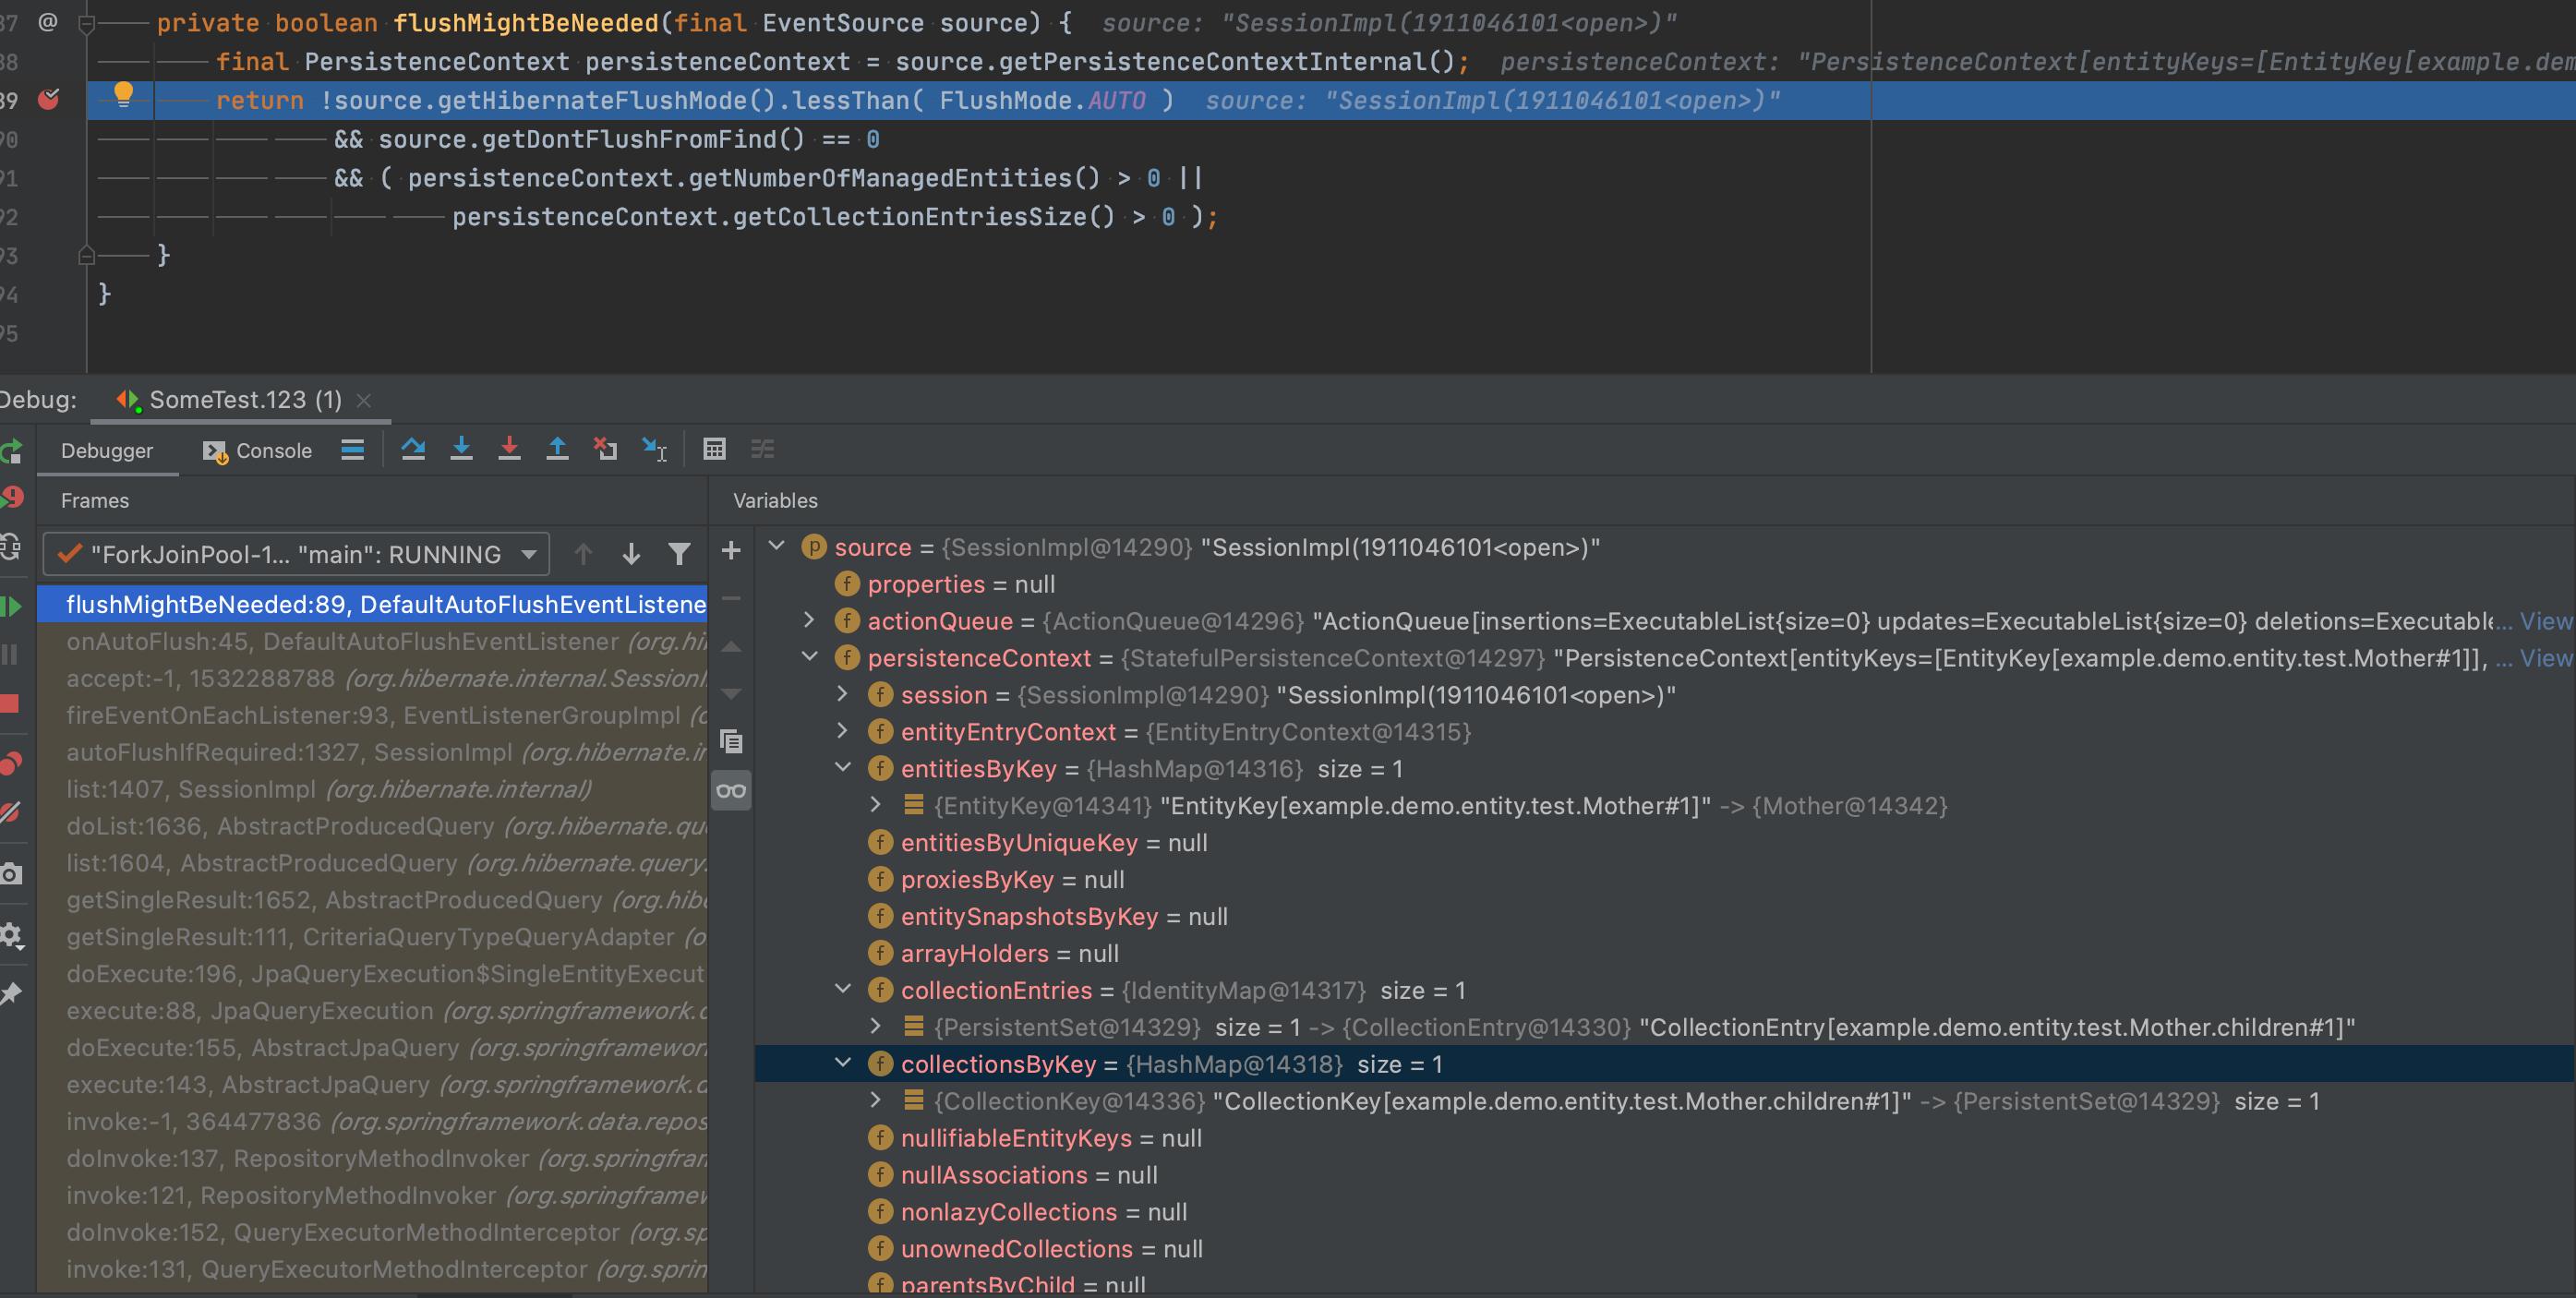 87 @ private boolean flushMightBeNeeded(final EventSource source) { source: "SessionImpl(1911046101<open>)"
88 final PersistenceContext persistenceContext = source.getPersistenceContextInternal(); persistenceContext: "PersistenceContext[entityKeys=[EntityKey[example.dem
89 return !source.getHibernateFlushMode().lessThan( FlushMode.AUTO ) source: "SessionImpl(1911046101<open>)"
90 && source.getDontFlushFromFind() == 0
91 && ( persistenceContext.getNumberOfManagedEntities() > 0 ||
92 persistenceContext.getCollectionEntriesSize() > 0 );
93 }
94 }
95
Debug: SomeTest.123 (1)
Debugger Console
Frames
Variables
"ForkJoinPool-1... "main": RUNNING
flushMightBeNeeded:89, DefaultAutoFlushEventListene
onAutoFlush:45, DefaultAutoFlushEventListener (org.hi
accept:-1, 1532288788 (org.hibernate.internal.SessionI
fireEventOnEachListener:93, EventListenerGroupImpl (o
autoFlushIfRequired:1327, SessionImpl (org.hibernate.in
list:1407, SessionImpl (org.hibernate.internal)
doList:1636, AbstractProducedQuery (org.hibernate.qu
list:1604, AbstractProducedQuery (org.hibernate.query.
getSingleResult:1652, AbstractProducedQuery (org.hibe
getSingleResult:111, CriteriaQueryTypeQueryAdapter (o
doExecute:196, JpaQueryExecution$SingleEntityExecut
execute:88, JpaQueryExecution (org.springframework.d
doExecute:155, AbstractJpaQuery (org.springframework
execute:143, AbstractJpaQuery (org.springframework.d
invoke:-1, 364477836 (org.springframework.data.repos
doInvoke:137, RepositoryMethodInvoker (org.springfram
invoke:121, RepositoryMethodInvoker (org.springframew
doInvoke:152, QueryExecutorMethodInterceptor (org.sp
invoke:131, QueryExecutorMethodInterceptor (org.sprin
source = {SessionImpl@14290} "SessionImpl(1911046101<open>)"
properties = null
actionQueue = {ActionQueue@14296} "ActionQueue[insertions=ExecutableList{size=0} updates=ExecutableList{size=0} deletions=Executable... View
persistenceContext = {StatefulPersistenceContext@14297} "PersistenceContext[entityKeys=[EntityKey[example.demo.entity.test.Mother#1]], ... View
session = {SessionImpl@14290} "SessionImpl(1911046101<open>)"
entityEntryContext = {EntityEntryContext@14315}
entitiesByKey = {HashMap@14316} size = 1
{EntityKey@14341} "EntityKey[example.demo.entity.test.Mother#1]" -> {Mother@14342}
entitiesByUniqueKey = null
proxiesByKey = null
entitySnapshotsByKey = null
arrayHolders = null
collectionEntries = {IdentityMap@14317} size = 1
{PersistentSet@14329} size = 1 -> {CollectionEntry@14330} "CollectionEntry[example.demo.entity.test.Mother.children#1]"
collectionsByKey = {HashMap@14318} size = 1
{CollectionKey@14336} "CollectionKey[example.demo.entity.test.Mother.children#1]" -> {PersistentSet@14329} size = 1
nullifiableEntityKeys = null
nullAssociations = null
nonlazyCollections = null
unownedCollections = null
parentsByChild = null